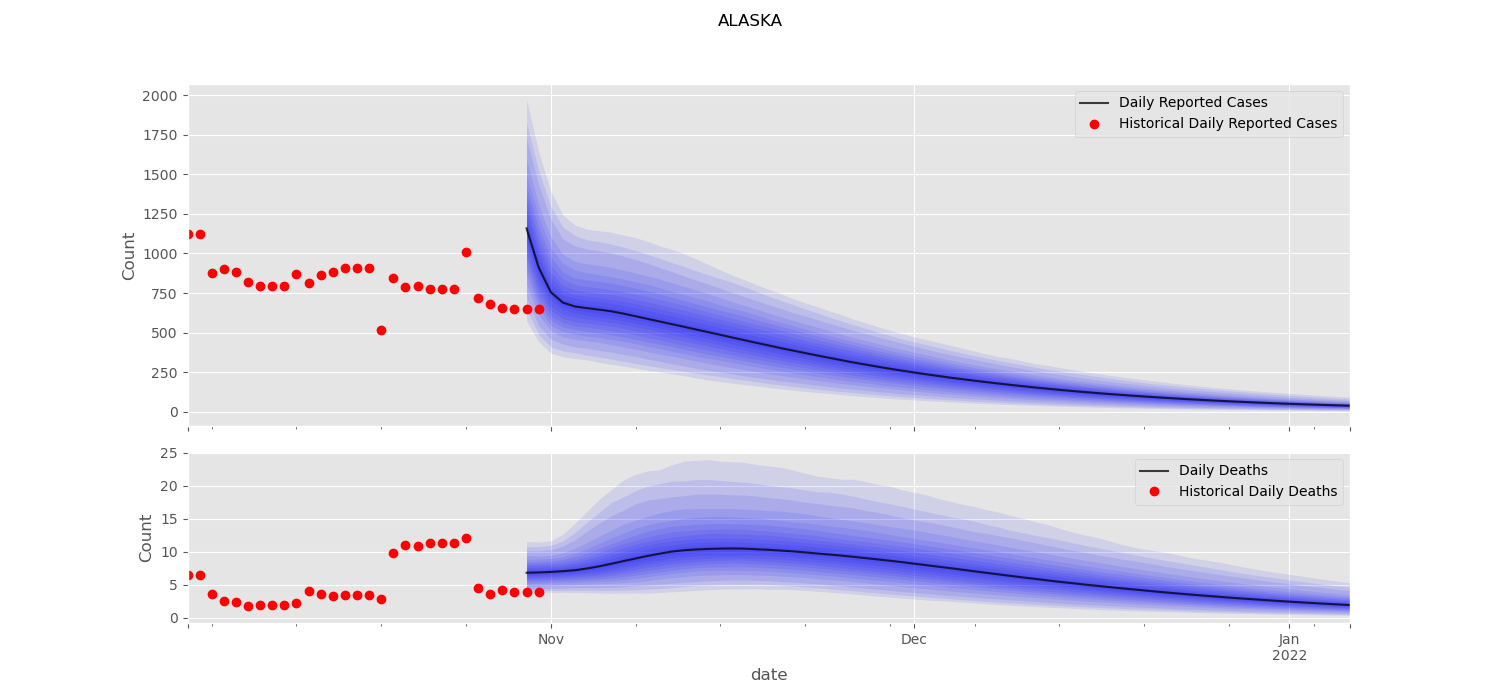 ALASKA
2000
1750
1500
1250
1000
750
500
250
0
Count
Daily Reported Cases
Historical Daily Reported Cases
25
20
15
10
5
0
Count
Daily Deaths
Historical Daily Deaths
Nov
Dec
Jan
2022
date